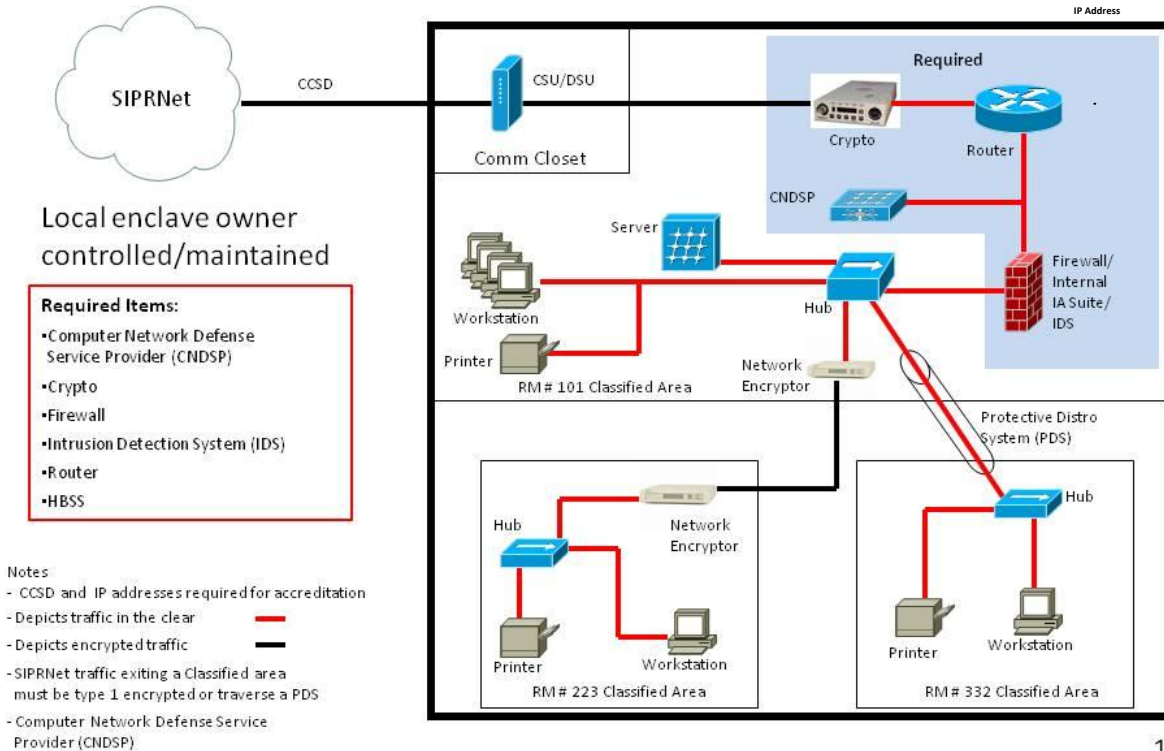 IP Address
SIPRNet
CCSD
CSU/DSU
Comm Closet
Required
Crypto
Router
CNDSP
Firewall/
Internal
IA Suite/
IDS
Local enclave owner
controlled/maintained
Required Items:
▪Computer Network Defense
Service Provider (CNDSP)
▪Crypto
▪Firewall
▪Intrusion Detection System (IDS)
▪Router
▪HBSS
Server
Workstation
Printer
Hub
Network
Encryptor
RM# 101 Classified Area
Protective Distro
System (PDS)
Hub
Network
Encryptor
Printer
Workstation
RM# 223 Classified Area
Hub
Printer
Workstation
RM# 332 Classified Area
Notes
- CCSD and IP addresses required for accreditation
- Depicts traffic in the clear
- Depicts encrypted traffic
- SIPRNet traffic exiting a Classified area
must be type 1 encrypted or traverse a PDS
- Computer Network Defense Service
Provider (CNDSP)
1